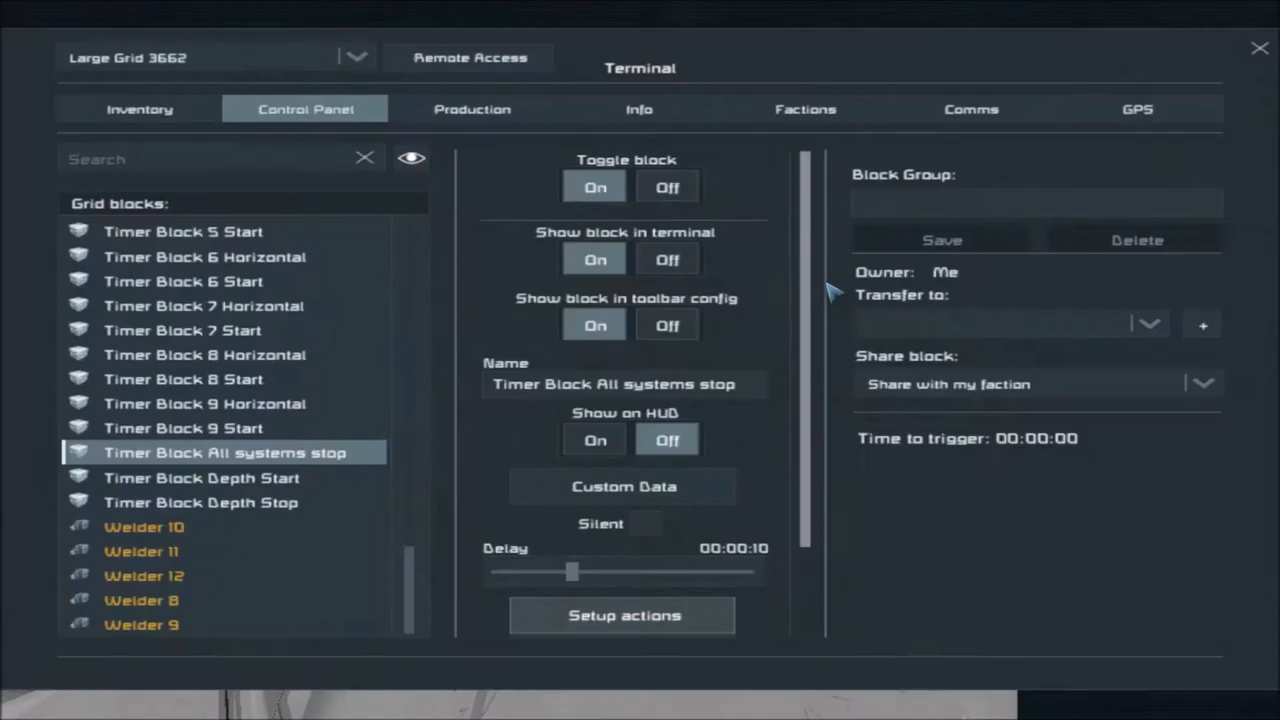 Large Grid 3662
Remote Access
Terminal
Inventory
Control Panel
Production
Info
Factions
Comms
GPS
Search
Grid blocks:
Timer Block 5 Start
Timer Block 6 Horizontal
Timer Block 6 Start
Timer Block 7 Horizontal
Timer Block 7 Start
Timer Block 8 Horizontal
Timer Block 8 Start
Timer Block 9 Horizontal
Timer Block 9 Start
Timer Block All systems stop
Timer Block Depth Start
Timer Block Depth Stop
Welder 10
Welder 11
Welder 12
Welder 8
Welder 9
Toggle block
On Off
Show block in terminal
On Off
Show block in toolbar config
On Off
Name
Timer Block All systems stop
Show on HUD
On Off
Custom Data
Silent
Delay 00:00:10
Setup actions
Block Group:
Save Delete
Owner: Me
Transfer to:
+
Share block:
Share with my faction
Time to trigger: 00:00:00